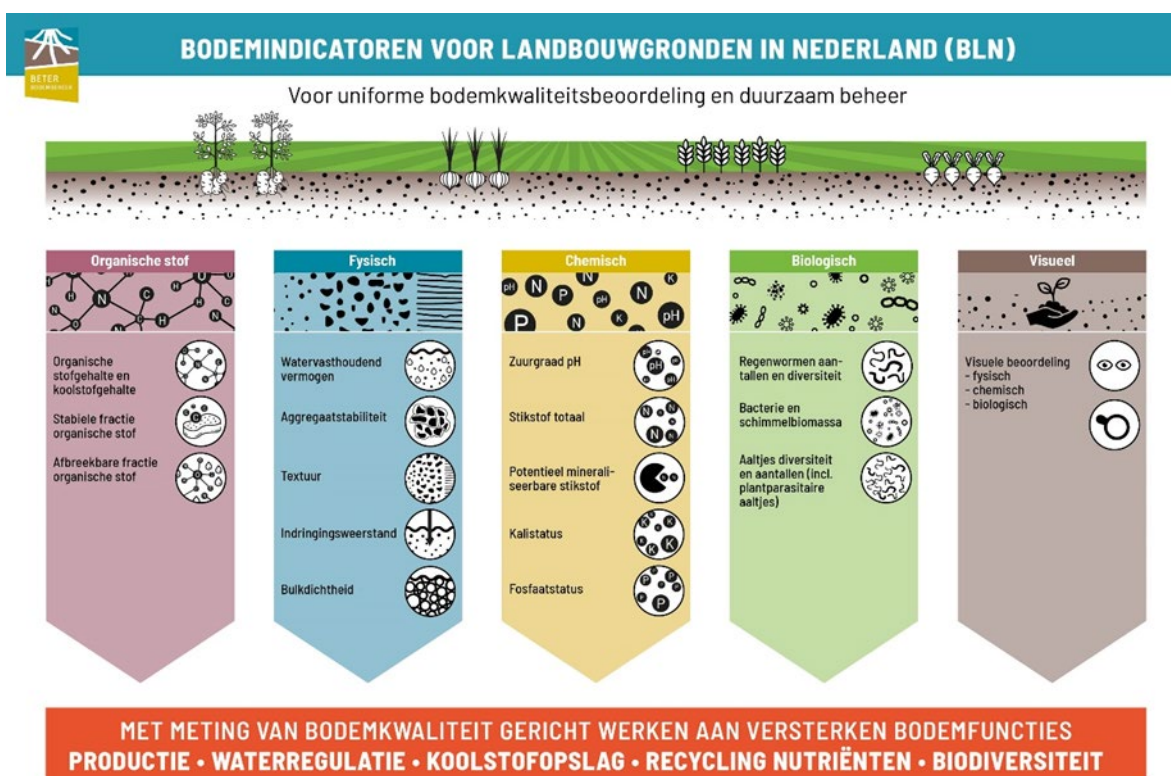 BODEMINDICATOREN VOOR LANDBOUWGRONDEN IN NEDERLAND (BLN)
BETER
BODEMBEHEER
Voor uniforme bodemkwaliteitsbeoordeling en duurzaam beheer
Organische stof
Organische
stofgehalte en
koolstofgehalte
Stabiele fractie
organische stof
Afbreekbare fractie
organische stof
Fysisch
Watervasthoudend
vermogen
Aggregaatstabiliteit
Textuur
Indringingsweerstand
Bulkdichtheid
Chemisch
Zuurgraad pH
Stikstof totaal
Potentieel minerali-
seerbare stikstof
Kalistatus
Fosfaatstatus
Biologisch
Regenwormen aan-
tallen en diversiteit
Bacterie en
schimmelbiomassa
Aaltjes diversiteit
en aantallen (incl.
plantparasitaire
aaltjes)
Visueel
Visuele beoordeling
- fysisch
- chemisch
- biologisch
MET METING VAN BODEMKWALITEIT GERICHT WERKEN AAN VERSTERKEN BODEMFUNCTIES
PRODUCTIE • WATERREGULATIE • KOOLSTOFOPSLAG • RECYCLING NUTRIËNTEN • BIODIVERSITEIT